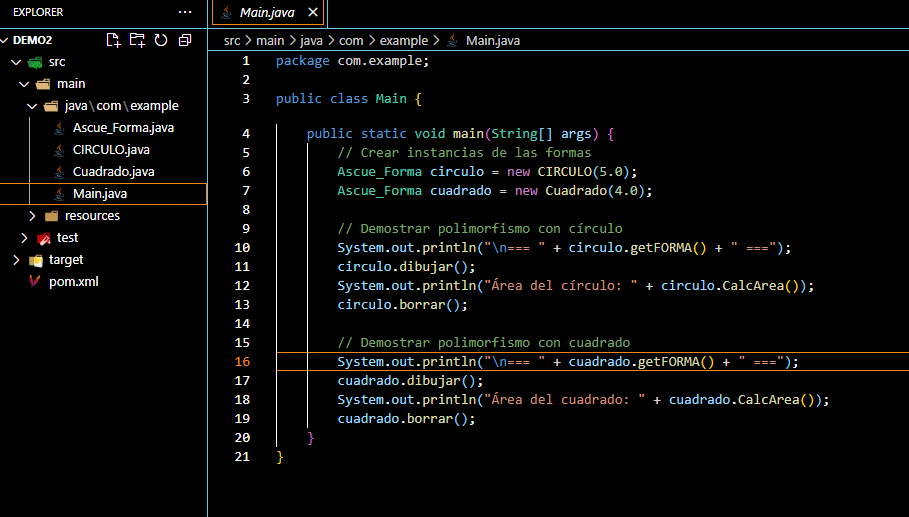 EXPLORER ···
DEMO2
src
main
java\com\example
Ascue_Forma.java
CIRCULO.java
Cuadrado.java
Main.java
resources
test
target
pom.xml
Main.java ×
src > main > java > com > example > Main.java
1 package com.example;
2
3 public class Main {
4 public static void main(String[] args) {
5 // Crear instancias de las formas
6 Ascue_Forma circulo = new CIRCULO(5.0);
7 Ascue_Forma cuadrado = new Cuadrado(4.0);
8
9 // Demostrar polimorfismo con círculo
10 System.out.println("\n=== " + circulo.getFORMA() + " ===");
11 circulo.dibujar();
12 System.out.println("Área del círculo: " + circulo.CalcArea());
13 circulo.borrar();
14
15 // Demostrar polimorfismo con cuadrado
16 System.out.println("\n=== " + cuadrado.getFORMA() + " ===");
17 cuadrado.dibujar();
18 System.out.println("Área del cuadrado: " + cuadrado.CalcArea());
19 cuadrado.borrar();
20 }
21 }